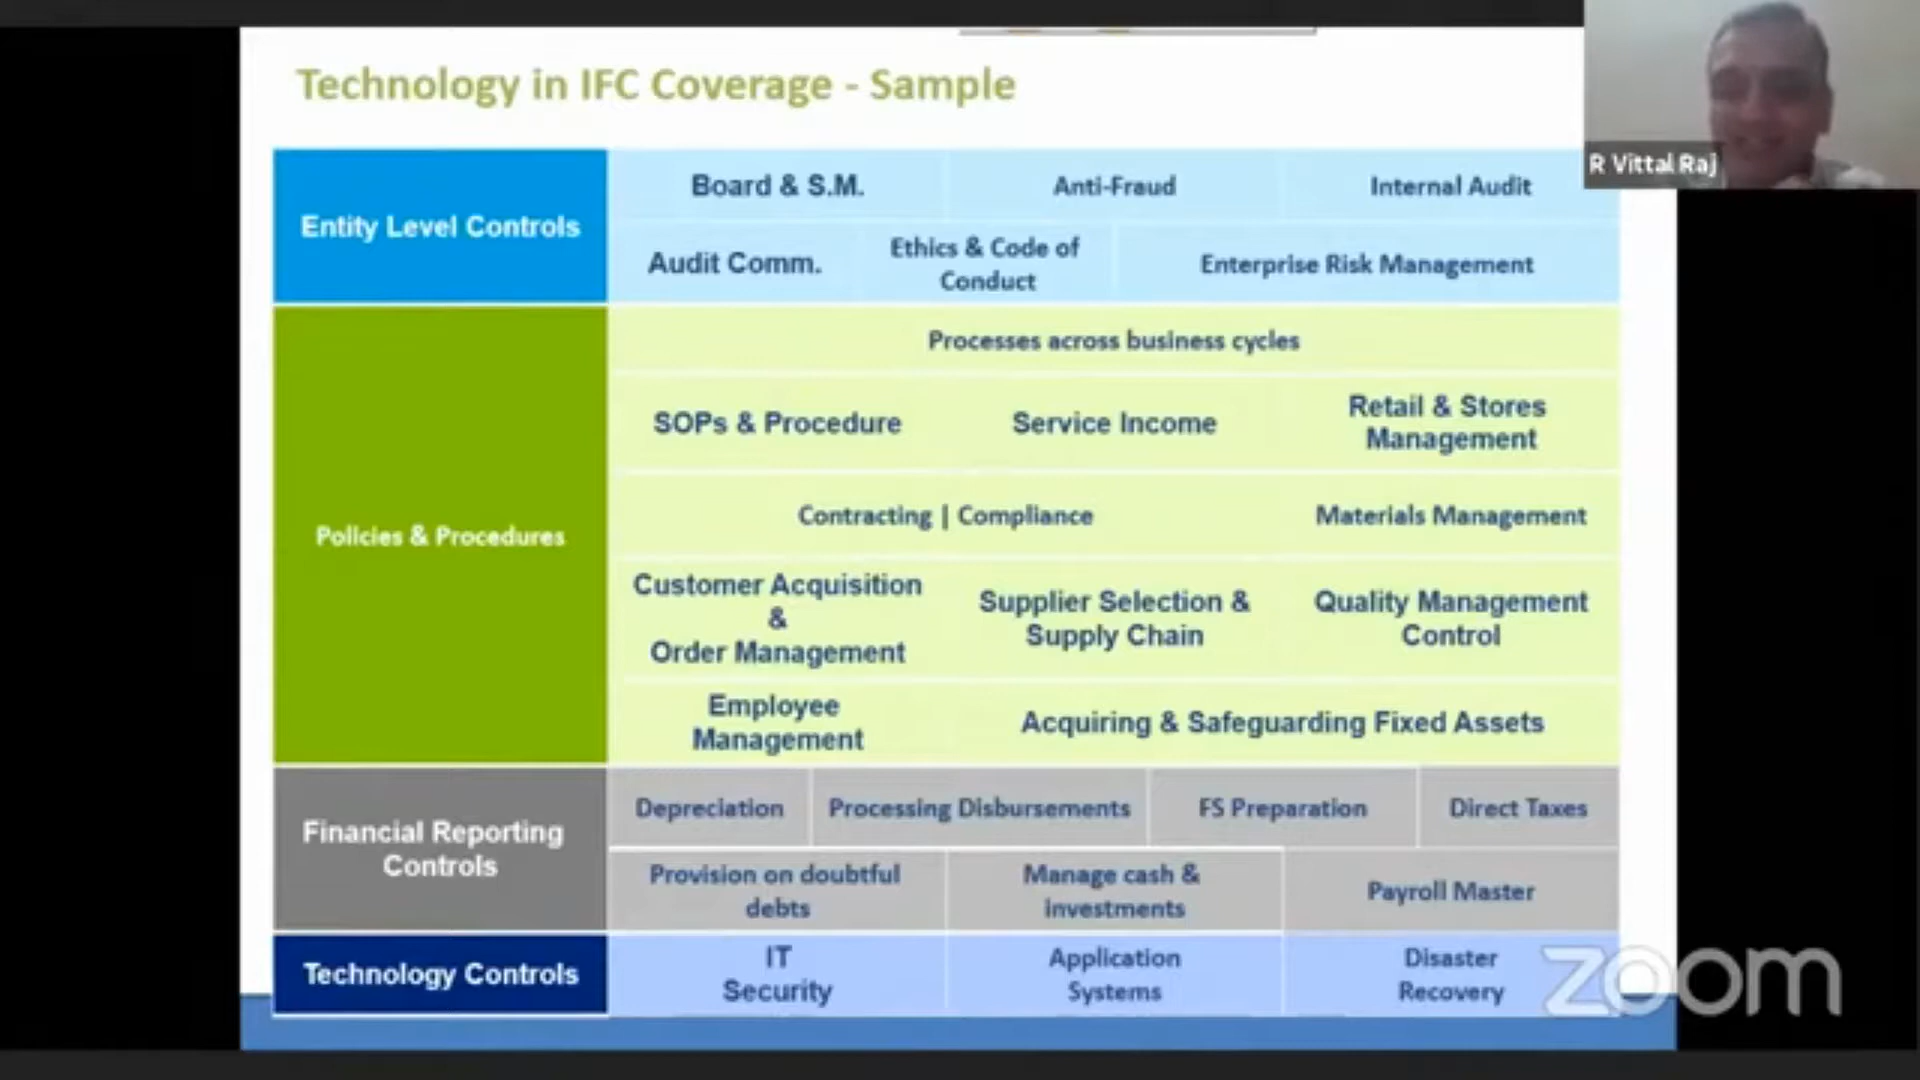 Technology in IFC Coverage - Sample
R Vittal Raj
Entity Level Controls
Board & S.M.
Anti-Fraud
Internal Audit
Audit Comm.
Ethics & Code of
Conduct
Enterprise Risk Management
Policies & Procedures
Processes across business cycles
SOPs & Procedure
Service Income
Retail & Stores
Management
Contracting | Compliance
Materials Management
Customer Acquisition
&
Order Management
Supplier Selection &
Supply Chain
Quality Management
Control
Employee
Management
Acquiring & Safeguarding Fixed Assets
Financial Reporting
Controls
Depreciation
Processing Disbursements
FS Preparation
Direct Taxes
Provision on doubtful
debts
Manage cash &
investments
Payroll Master
Technology Controls
IT
Security
Application
Systems
Disaster
Recovery
zoom